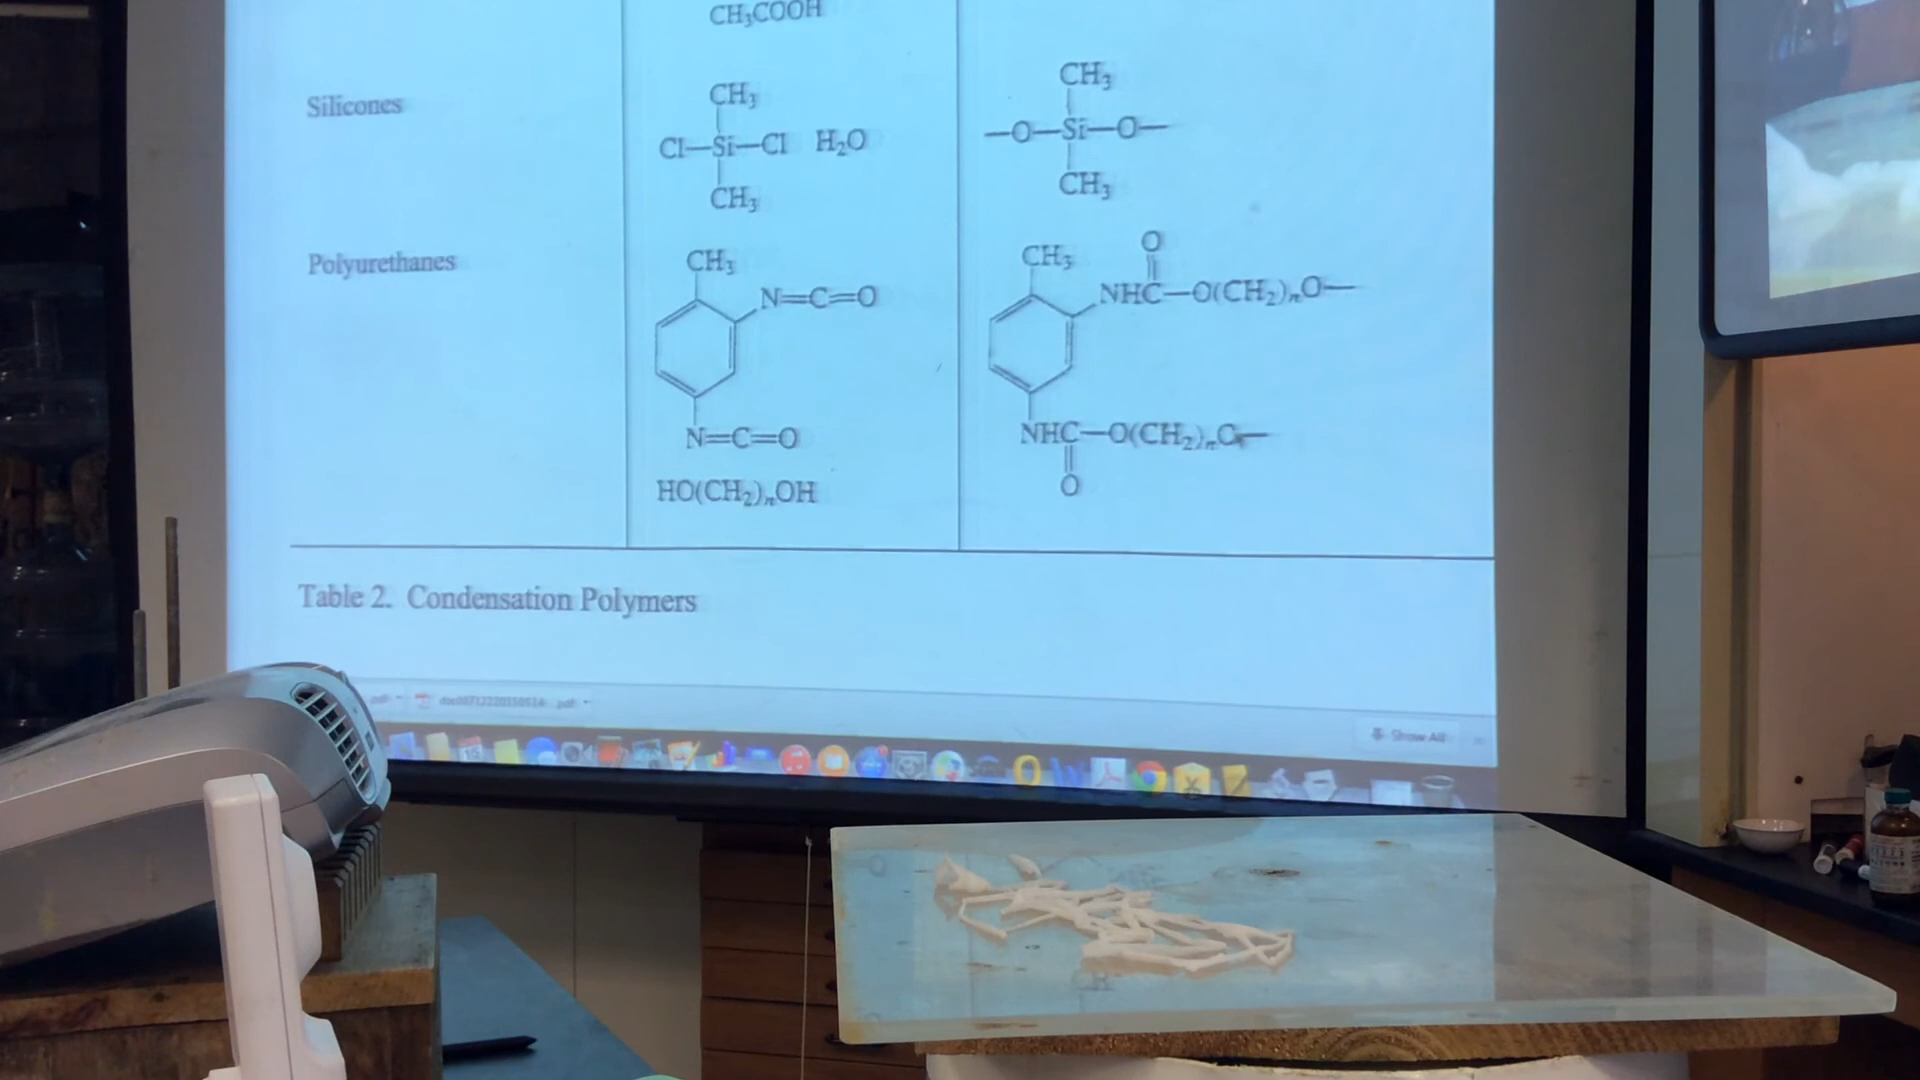 CH₃COOH
Silicones
CH₃
Cl—Si—Cl H₂O
CH₃
CH₃
—O—Si—O—
CH₃
Polyurethanes
CH₃
N=C=O
N=C=O
HO(CH₂)ₙOH
CH₃
O
NHC—O(CH₂)ₙO—
NHC—O(CH₂)ₙO—
O
Table 2. Condensation Polymers
Show All